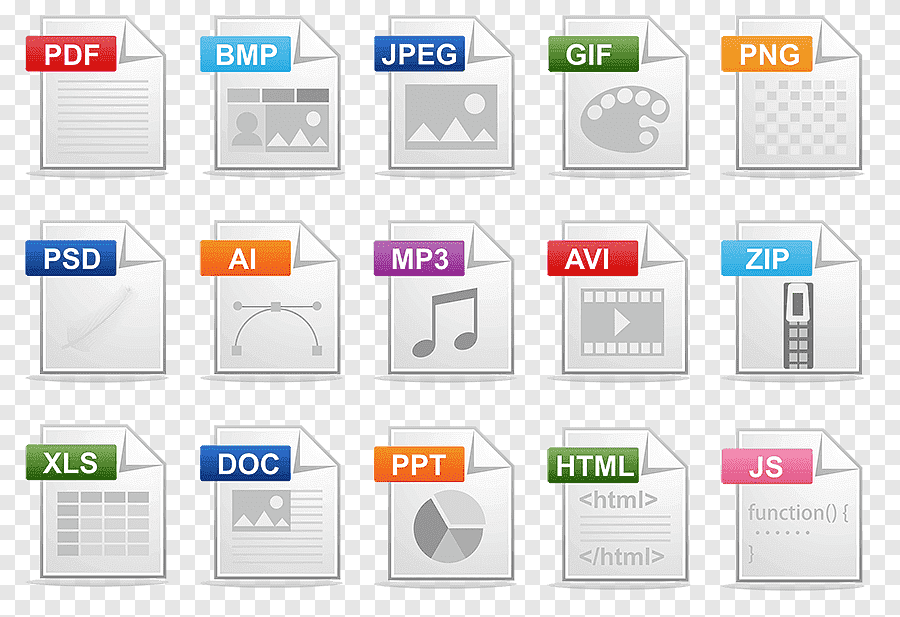 PDF
BMP
JPEG
GIF
PNG
PSD
AI
MP3
AVI
ZIP
XLS
DOC
PPT
HTML
<html>
</html>
JS
function() {
......
}